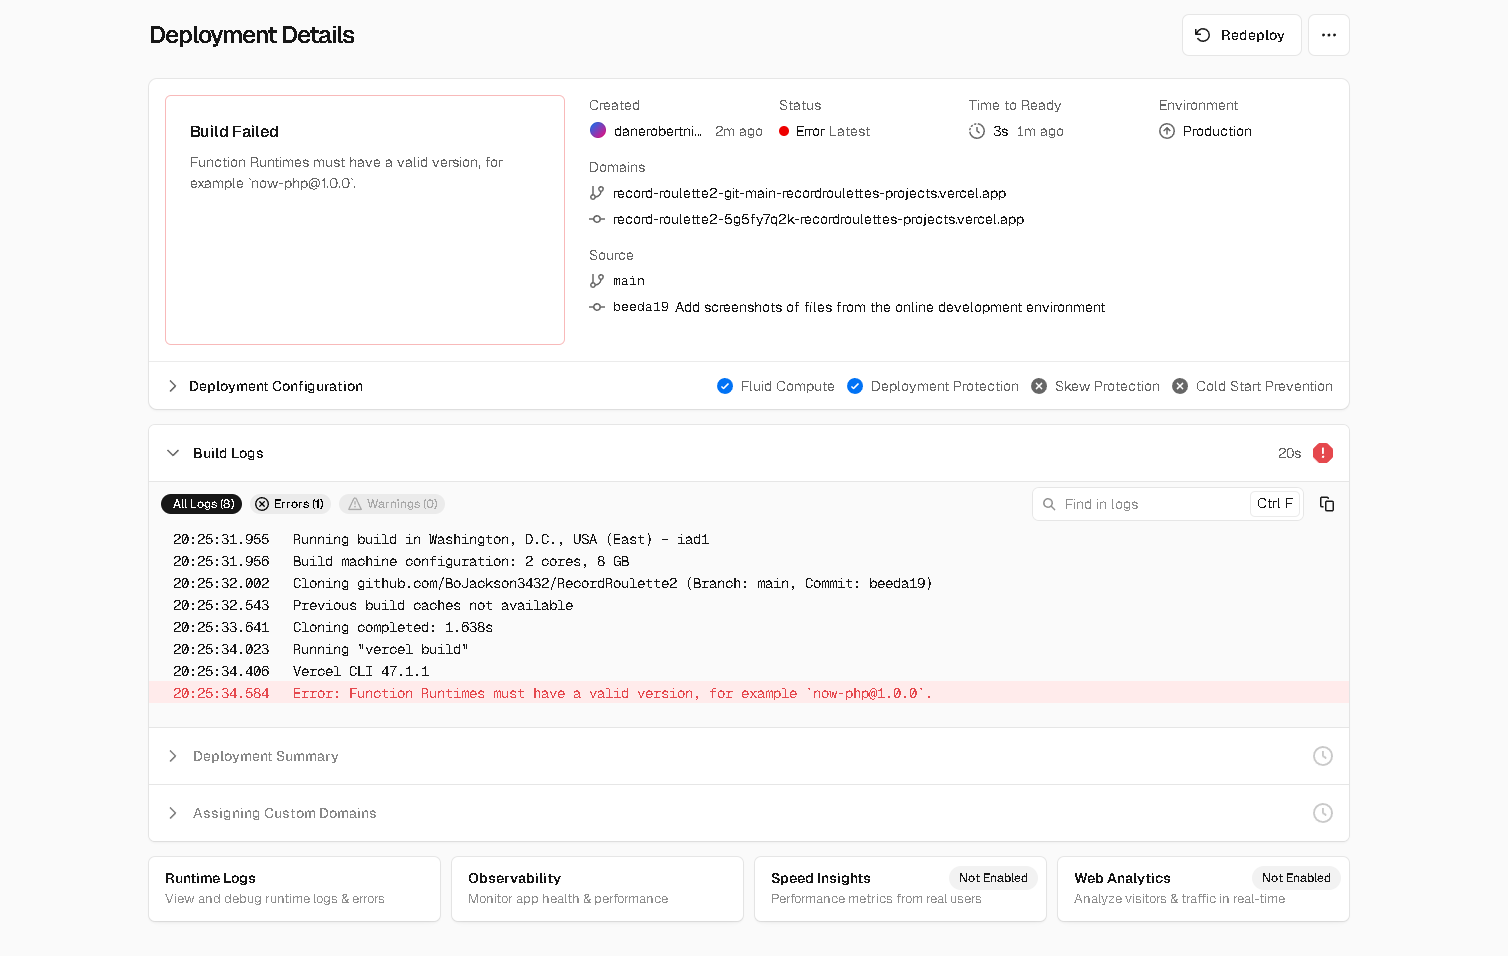 Deployment Details
Redeploy
Build Failed
Function Runtimes must have a valid version, for
example `now-php@1.0.0`.
Created
danerobertni... 2m ago
Status
Error Latest
Time to Ready
3s 1m ago
Environment
Production
Domains
record-roulette2-git-main-recordroulettes-projects.vercel.app
record-roulette2-5g5fy7q2k-recordroulettes-projects.vercel.app
Source
main
beeda19 Add screenshots of files from the online development environment
Deployment Configuration
Fluid Compute Deployment Protection Skew Protection Cold Start Prevention
Build Logs
20s
All Logs (8) Errors (1) Warnings (0)
Find in logs Ctrl F
20:25:31.955 Running build in Washington, D.C., USA (East) – iad1
20:25:31.956 Build machine configuration: 2 cores, 8 GB
20:25:32.002 Cloning github.com/BoJackson3432/RecordRoulette2 (Branch: main, Commit: beeda19)
20:25:32.543 Previous build caches not available
20:25:33.641 Cloning completed: 1.638s
20:25:34.023 Running "vercel build"
20:25:34.406 Vercel CLI 47.1.1
20:25:34.584 Error: Function Runtimes must have a valid version, for example `now-php@1.0.0`.
Deployment Summary
Assigning Custom Domains
Runtime Logs
View and debug runtime logs & errors
Observability
Monitor app health & performance
Speed Insights Not Enabled
Performance metrics from real users
Web Analytics Not Enabled
Analyze visitors & traffic in real-time